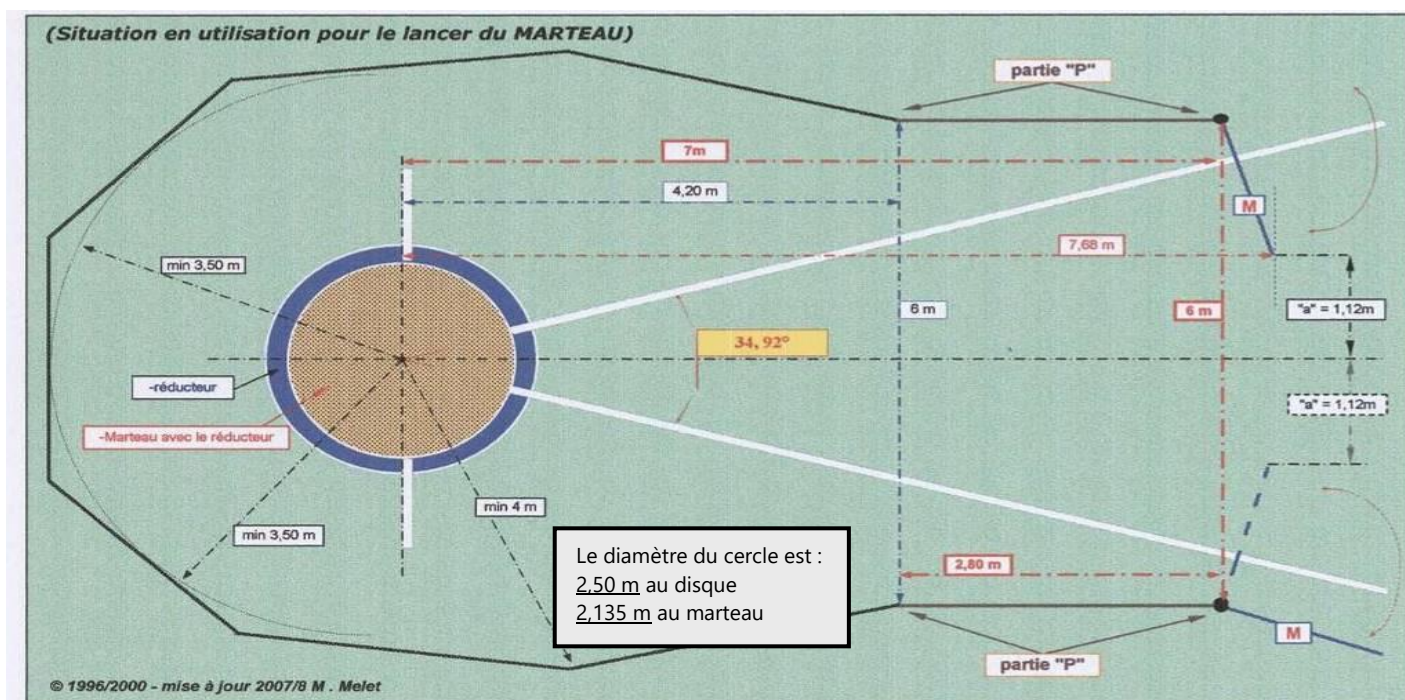 (Situation en utilisation pour le lancer du MARTEAU)
partie "P"
7m
4,20 m
M
min 3,50 m
7,68 m
6 m
6 m
"a" = 1,12m
34, 92°
-réducteur
"a" = 1,12m
-Marteau avec le réducteur
min 4 m
min 3,50 m
Le diamètre du cercle est :
2,50 m au disque
2,135 m au marteau
2,80 m
M
partie "P"
© 1996/2000 - mise à jour 2007/8 M . Melet